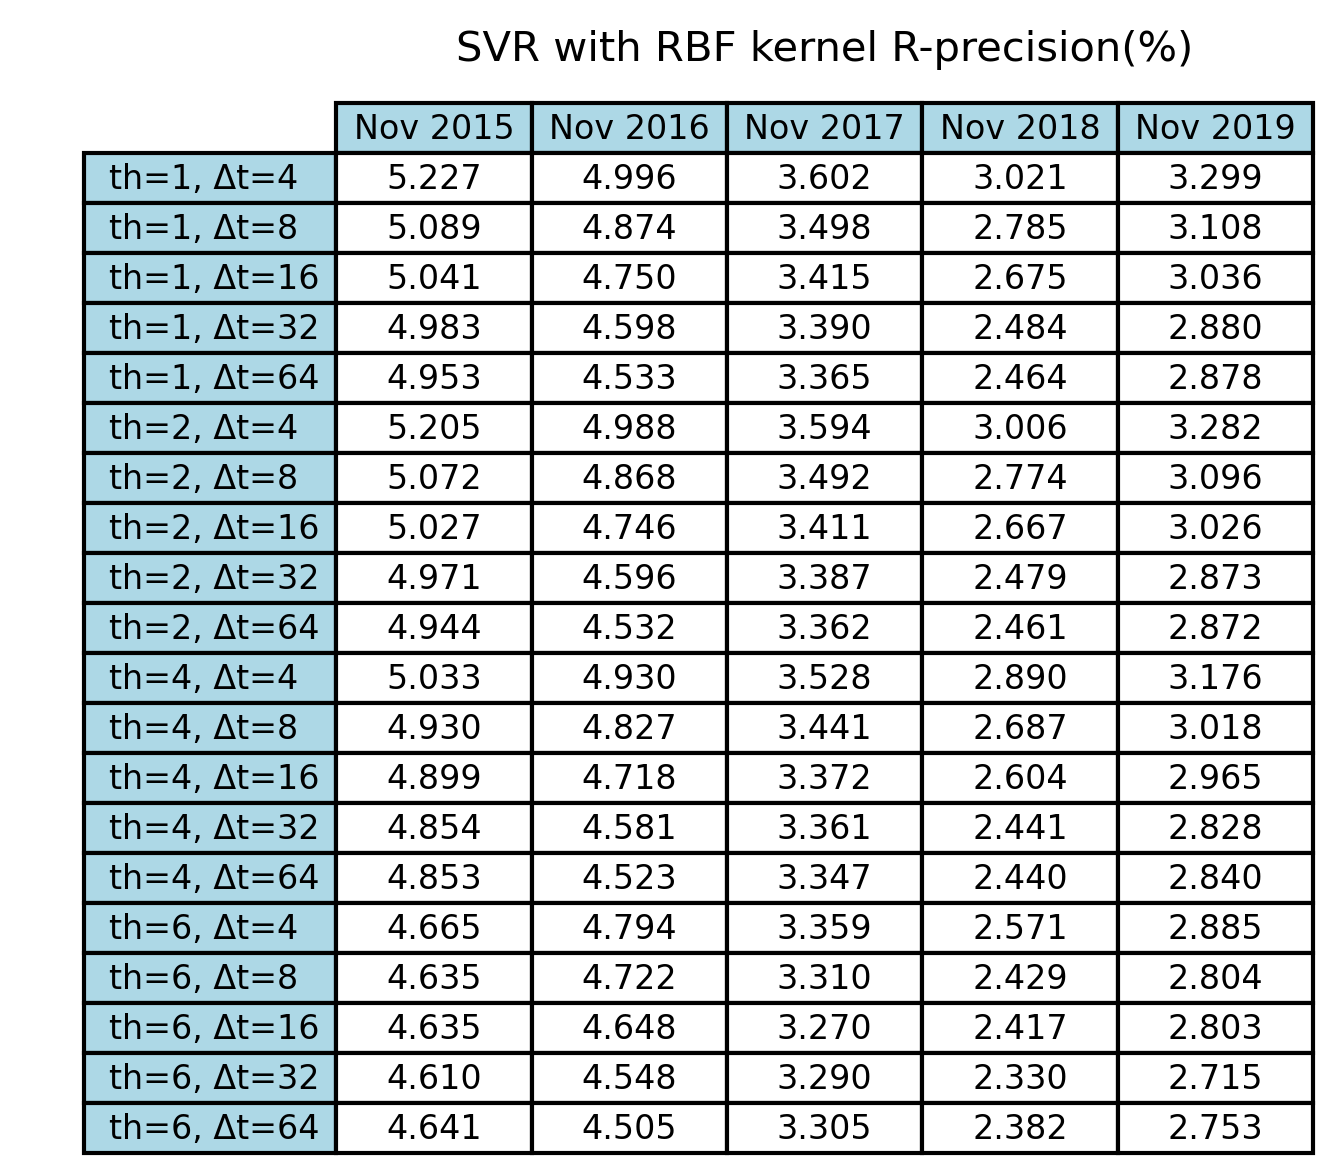 SVR with RBF kernel R-precision(%)
Nov 2015 Nov 2016 Nov 2017 Nov 2018 Nov 2019
th=1, Δt=4 5.227 4.996 3.602 3.021 3.299
th=1, Δt=8 5.089 4.874 3.498 2.785 3.108
th=1, Δt=16 5.041 4.750 3.415 2.675 3.036
th=1, Δt=32 4.983 4.598 3.390 2.484 2.880
th=1, Δt=64 4.953 4.533 3.365 2.464 2.878
th=2, Δt=4 5.205 4.988 3.594 3.006 3.282
th=2, Δt=8 5.072 4.868 3.492 2.774 3.096
th=2, Δt=16 5.027 4.746 3.411 2.667 3.026
th=2, Δt=32 4.971 4.596 3.387 2.479 2.873
th=2, Δt=64 4.944 4.532 3.362 2.461 2.872
th=4, Δt=4 5.033 4.930 3.528 2.890 3.176
th=4, Δt=8 4.930 4.827 3.441 2.687 3.018
th=4, Δt=16 4.899 4.718 3.372 2.604 2.965
th=4, Δt=32 4.854 4.581 3.361 2.441 2.828
th=4, Δt=64 4.853 4.523 3.347 2.440 2.840
th=6, Δt=4 4.665 4.794 3.359 2.571 2.885
th=6, Δt=8 4.635 4.722 3.310 2.429 2.804
th=6, Δt=16 4.635 4.648 3.270 2.417 2.803
th=6, Δt=32 4.610 4.548 3.290 2.330 2.715
th=6, Δt=64 4.641 4.505 3.305 2.382 2.753